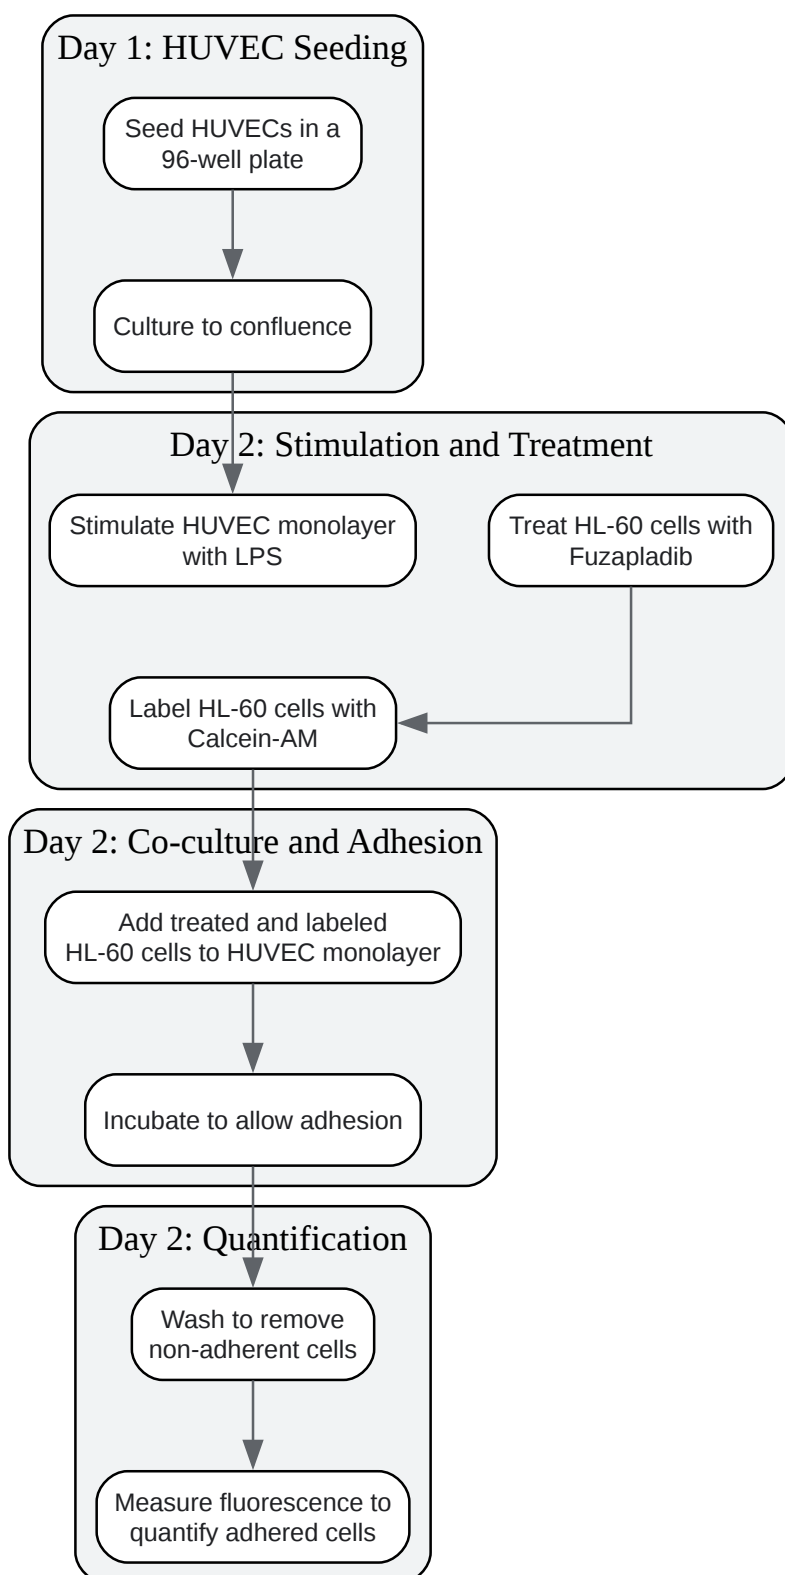 Day 1: HUVEC Seeding
Seed HUVECs in a
96-well plate
Culture to confluence
Day 2: Stimulation and Treatment
Stimulate HUVEC monolayer
with LPS
Treat HL-60 cells with
Fuzapladib
Label HL-60 cells with
Calcein-AM
Day 2: Co-culture and Adhesion
Add treated and labeled
HL-60 cells to HUVEC monolayer
Incubate to allow adhesion
Day 2: Quantification
Wash to remove
non-adherent cells
Measure fluorescence to
quantify adhered cells